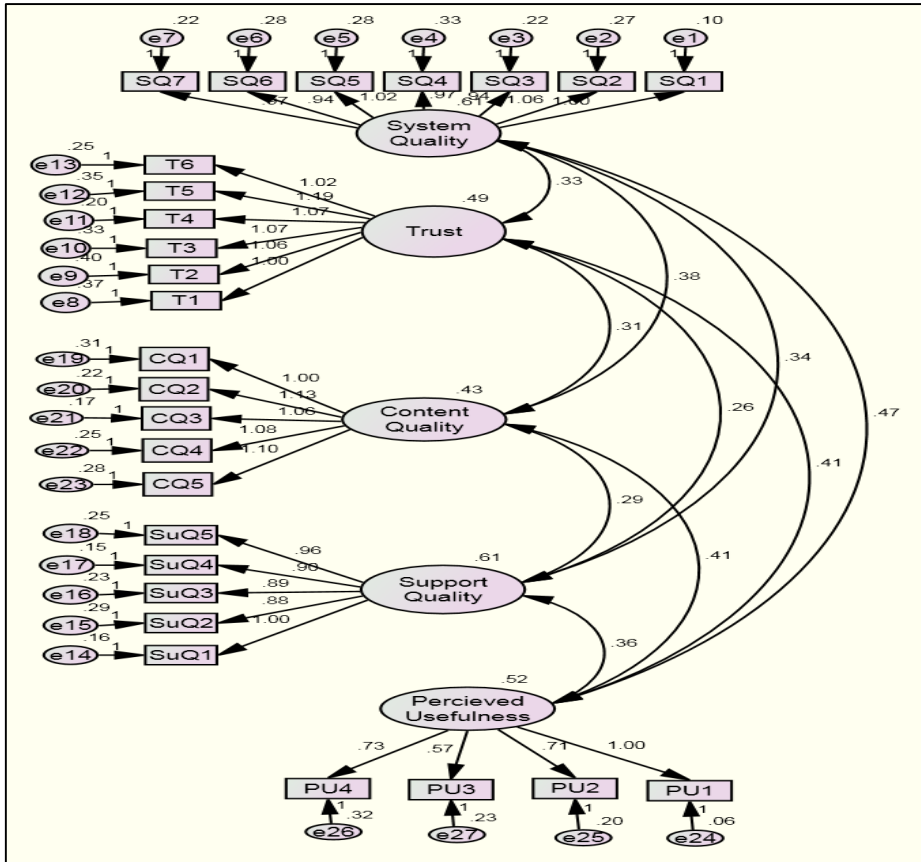 .22 .28 .28 .33 .22 .27 .10
e7 e6 e5 e4 e3 e2 e1
1 1 1 1 1 1 1
SQ7 SQ6 SQ5 SQ4 SQ3 SQ2 SQ1
.94 1.02 .97 .94 .61 1.06 1.00
System
Quality
.25
e13 1 T6
.35
e12 1 T5
.20
e11 1 T4
.33
e10 1 T3
.40
e9 1 T2
.37
e8 1 T1
1.02
1.19
1.07
1.07
1.06
1.00
.49
Trust
.33
.38
.31
.34
.26
.47
.41
.31
e19 1 CQ1
.22
e20 1 CQ2
.17
e21 1 CQ3
.25
e22 1 CQ4
.28
e23 1 CQ5
1.00
1.13
1.06
1.08
1.10
.43
Content
Quality
.29
.41
.25
e18 1 SuQ5
.15
e17 1 SuQ4
.23
e16 1 SuQ3
.29
e15 1 SuQ2
.16
e14 1 SuQ1
.96
.90
.89
.88
1.00
.61
Support
Quality
.36
.52
Percieved
Usefulness
.73 .57 .71 1.00
PU4 PU3 PU2 PU1
1 1 1 1
.32 .23 .20 .06
e26 e27 e25 e24